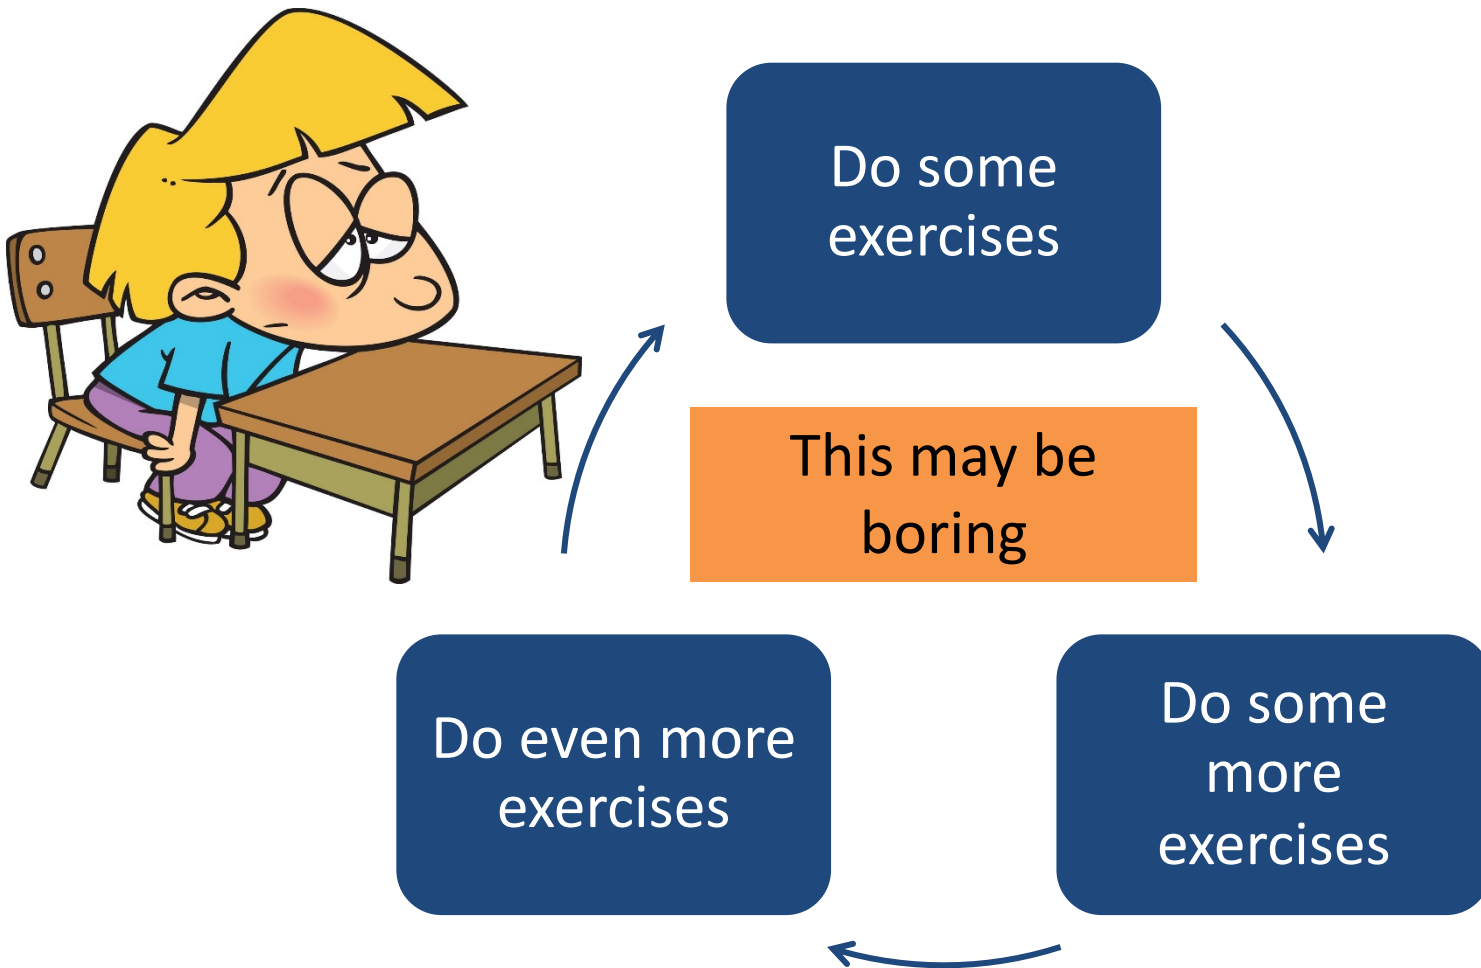 Do some
exercises
This may be
boring
Do even more
exercises
Do some
more
exercises